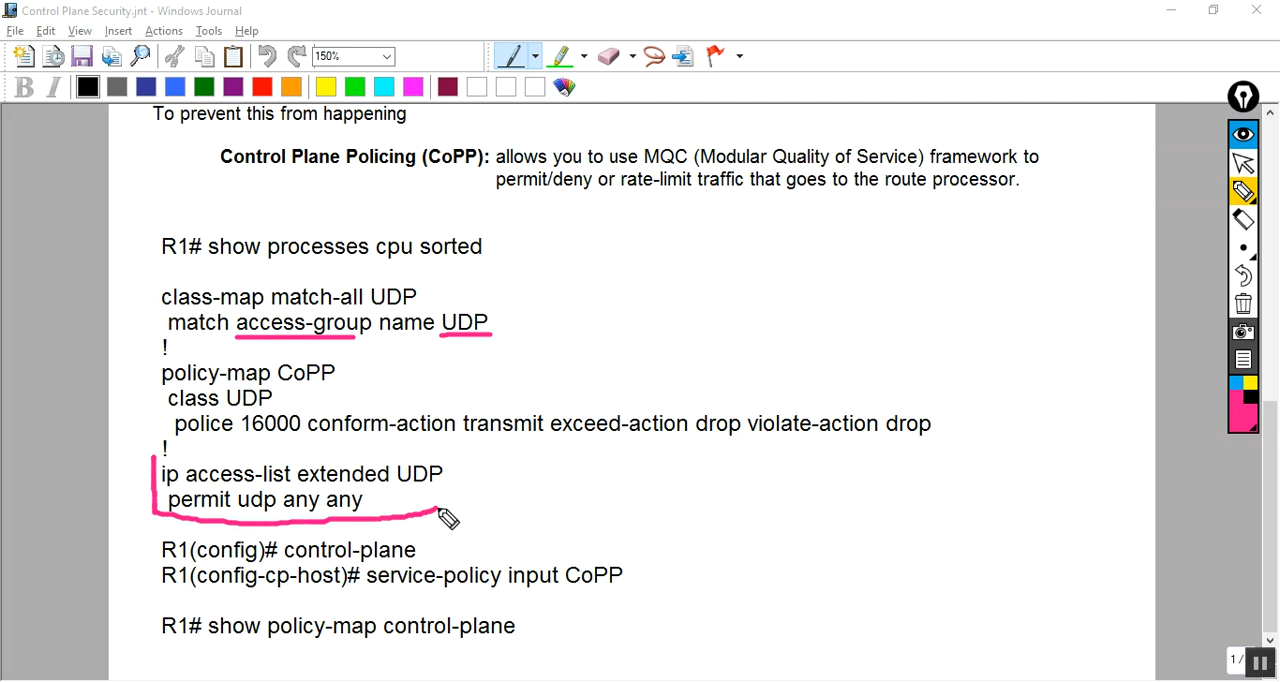 Control Plane Security.jnt - Windows Journal
File Edit View Insert Actions Tools Help
150%
B I
To prevent this from happening
Control Plane Policing (CoPP): allows you to use MQC (Modular Quality of Service) framework to
permit/deny or rate-limit traffic that goes to the route processor.
R1# show processes cpu sorted
class-map match-all UDP
match access-group name UDP
!
policy-map CoPP
class UDP
police 16000 conform-action transmit exceed-action drop violate-action drop
!
ip access-list extended UDP
permit udp any any
R1(config)# control-plane
R1(config-cp-host)# service-policy input CoPP
R1# show policy-map control-plane
1/